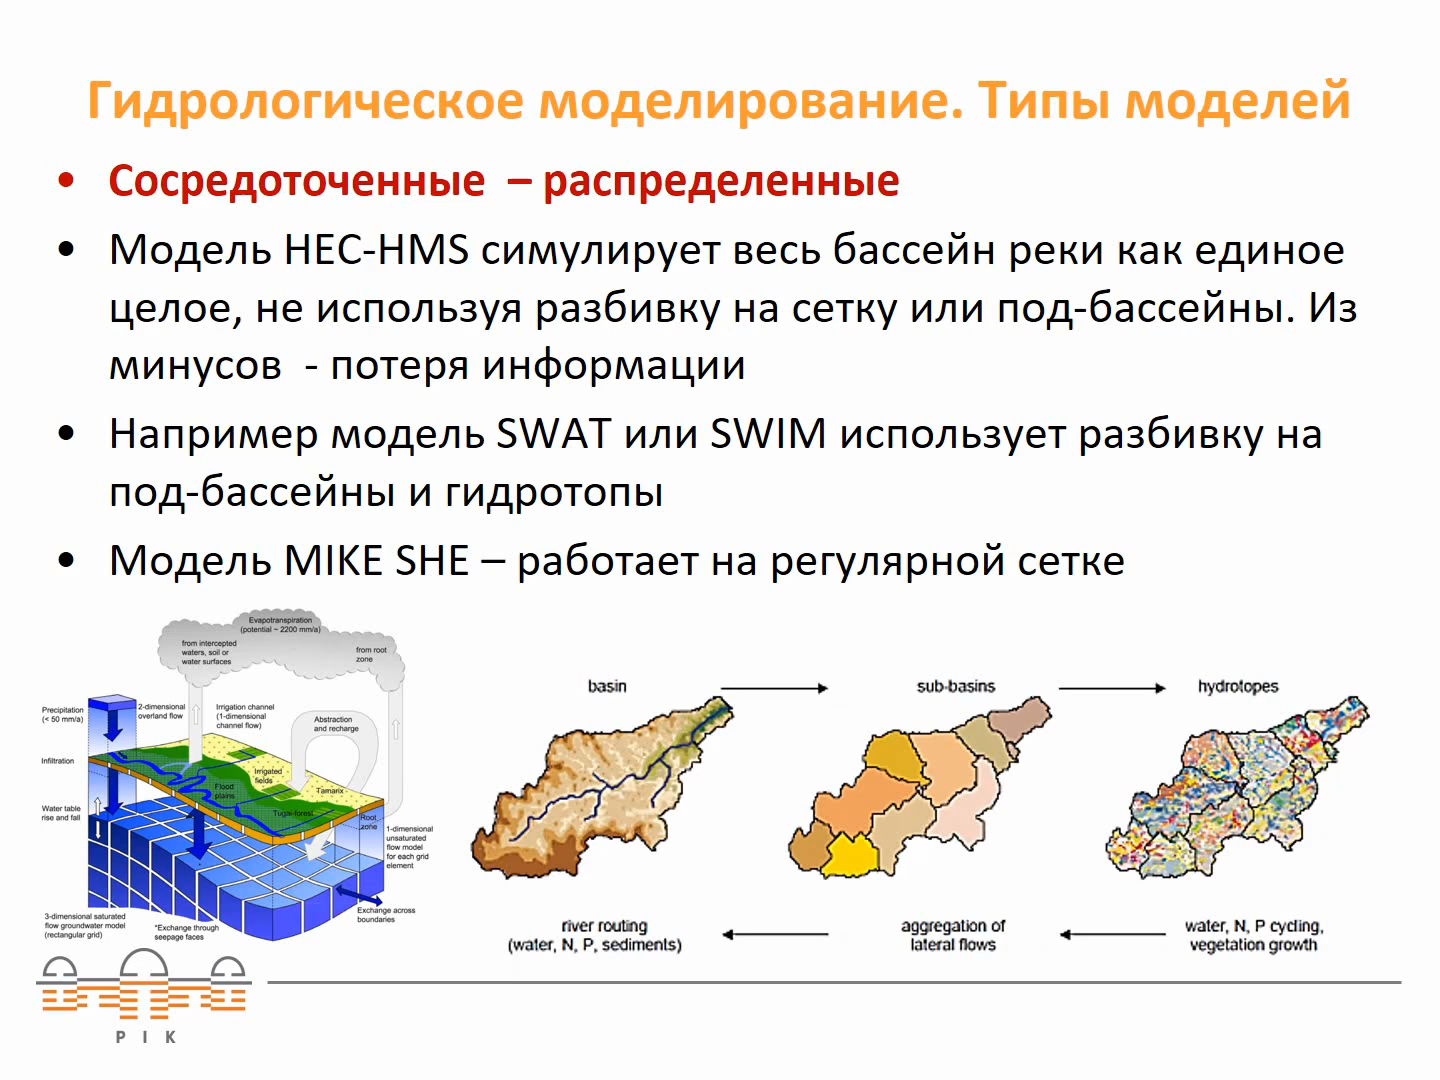 Гидрологическое моделирование. Типы моделей
• Сосредоточенные – распределенные
• Модель HEC-HMS симулирует весь бассейн реки как единое
целое, не используя разбивку на сетку или под-бассейны. Из
минусов - потеря информации
• Например модель SWAT или SWIM использует разбивку на
под-бассейны и гидротопы
• Модель MIKE SHE – работает на регулярной сетке
Evapotranspiration
(potential ~ 2200 mm/a)
from intercepted
waters, soil or
water surfaces
from root
zone
Precipitation
(< 50 mm/a)
2-dimensional
overland flow
Irrigation channel
(1-dimensional
channel flow)
Abstraction
and recharge
Infiltration
Irrigated
fields
Flood
plains
Tamarix
Tugai-forest
Root
zone
Water table
rise and fall
1-dimensional
unsaturated
flow model
for each grid
element
Exchange across
boundaries
3-dimensional saturated
flow groundwater model
(rectangular grid)
*Exchange through
seepage faces
basin
sub-basins
hydrotopes
river routing
(water, N, P, sediments)
aggregation of
lateral flows
water, N, P cycling,
vegetation growth
P I K